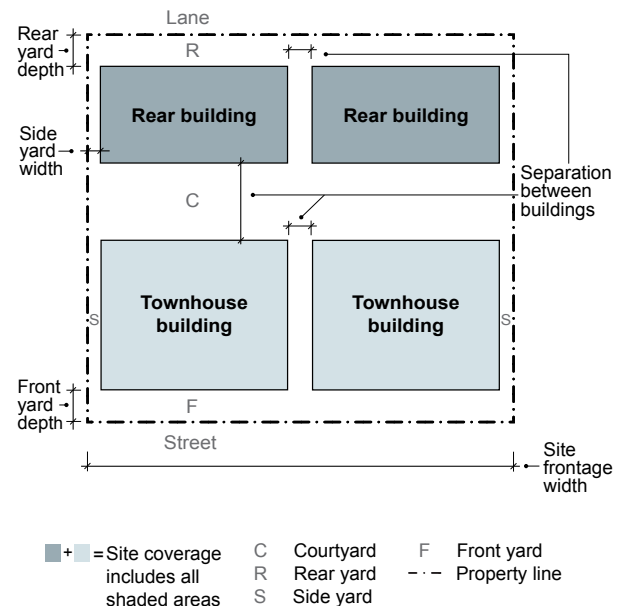 Lane
Rear
yard
depth
R
Rear building
Rear building
Side
yard
width
C
Separation
between
buildings
Townhouse
building
Townhouse
building
S
S
Front
yard
depth
F
Street
Site
frontage
width
+ = Site coverage
includes all
shaded areas
C Courtyard
R Rear yard
S Side yard
F Front yard
Property line